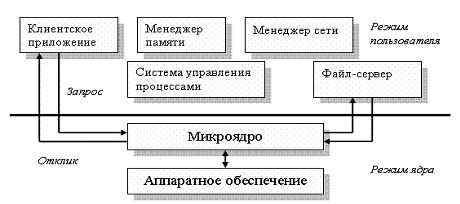 Клиентское
приложение
Менеджер
памяти
Менеджер сети
Режим
пользователя
Система управления
процессами
Файл-сервер
Запрос
Микроядро
Отклик
Режим ядра
Аппаратное обеспечение